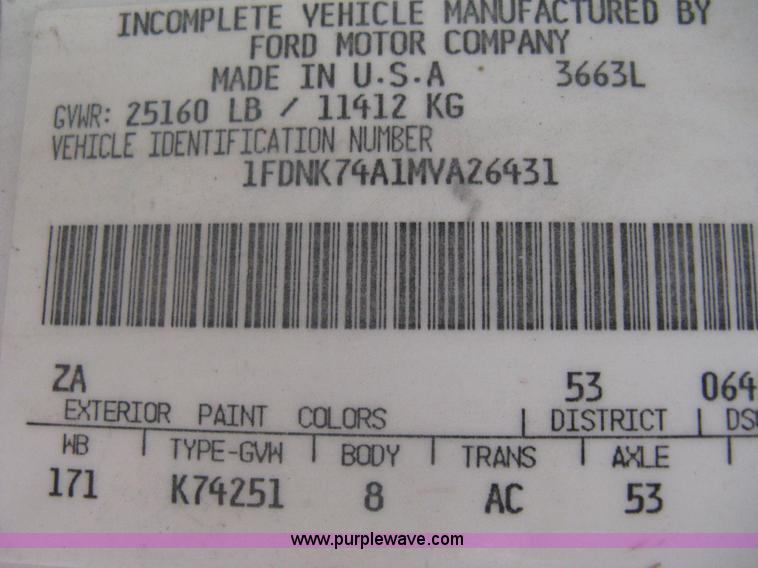 INCOMPLETE VEHICLE MANUFACTURED BY
FORD MOTOR COMPANY
MADE IN U.S.A 3663L
GVWR: 25160 LB / 11412 KG
VEHICLE IDENTIFICATION NUMBER
1FDNK74A1MVA26431
ZA 53 064
EXTERIOR PAINT COLORS | DISTRICT | DS
WB | TYPE-GVW | BODY | TRANS | AXLE |
171 K74251 8 AC 53
www.purplewave.com